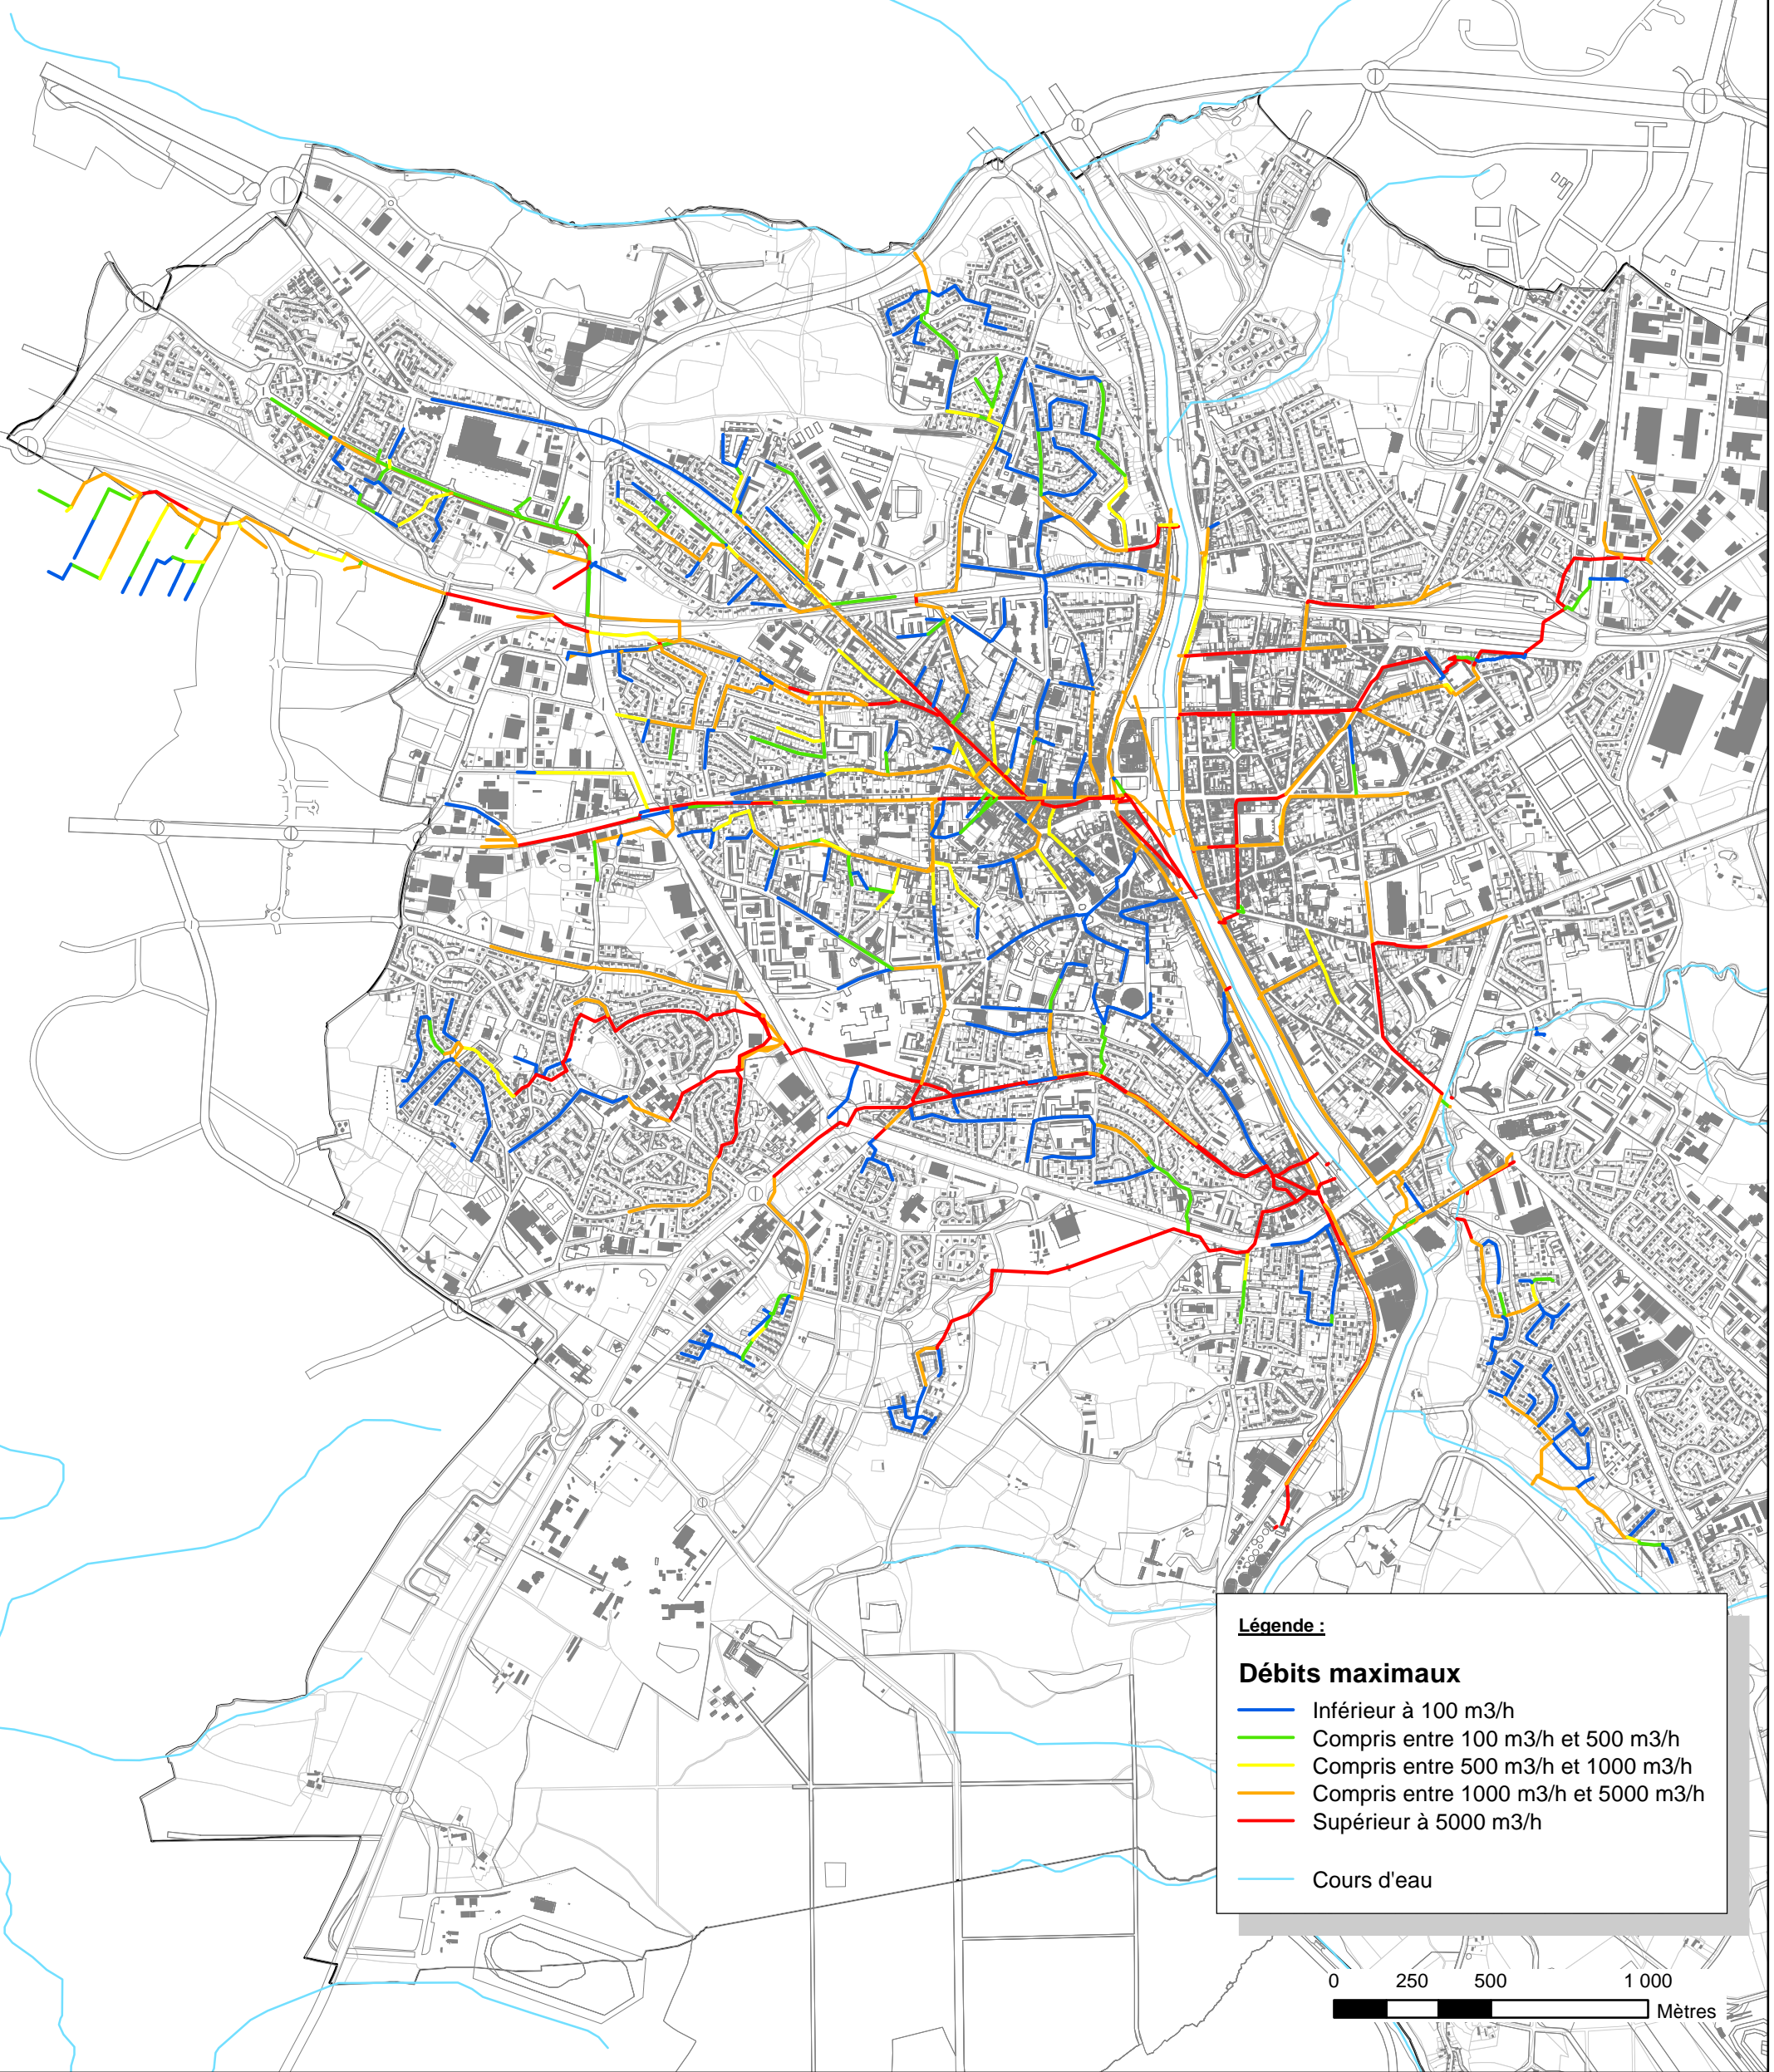 Légende :
Débits maximaux
Inférieur à 100 m3/h
Compris entre 100 m3/h et 500 m3/h
Compris entre 500 m3/h et 1000 m3/h
Compris entre 1000 m3/h et 5000 m3/h
Supérieur à 5000 m3/h
Cours d'eau
0 250 500 1 000
Mètres